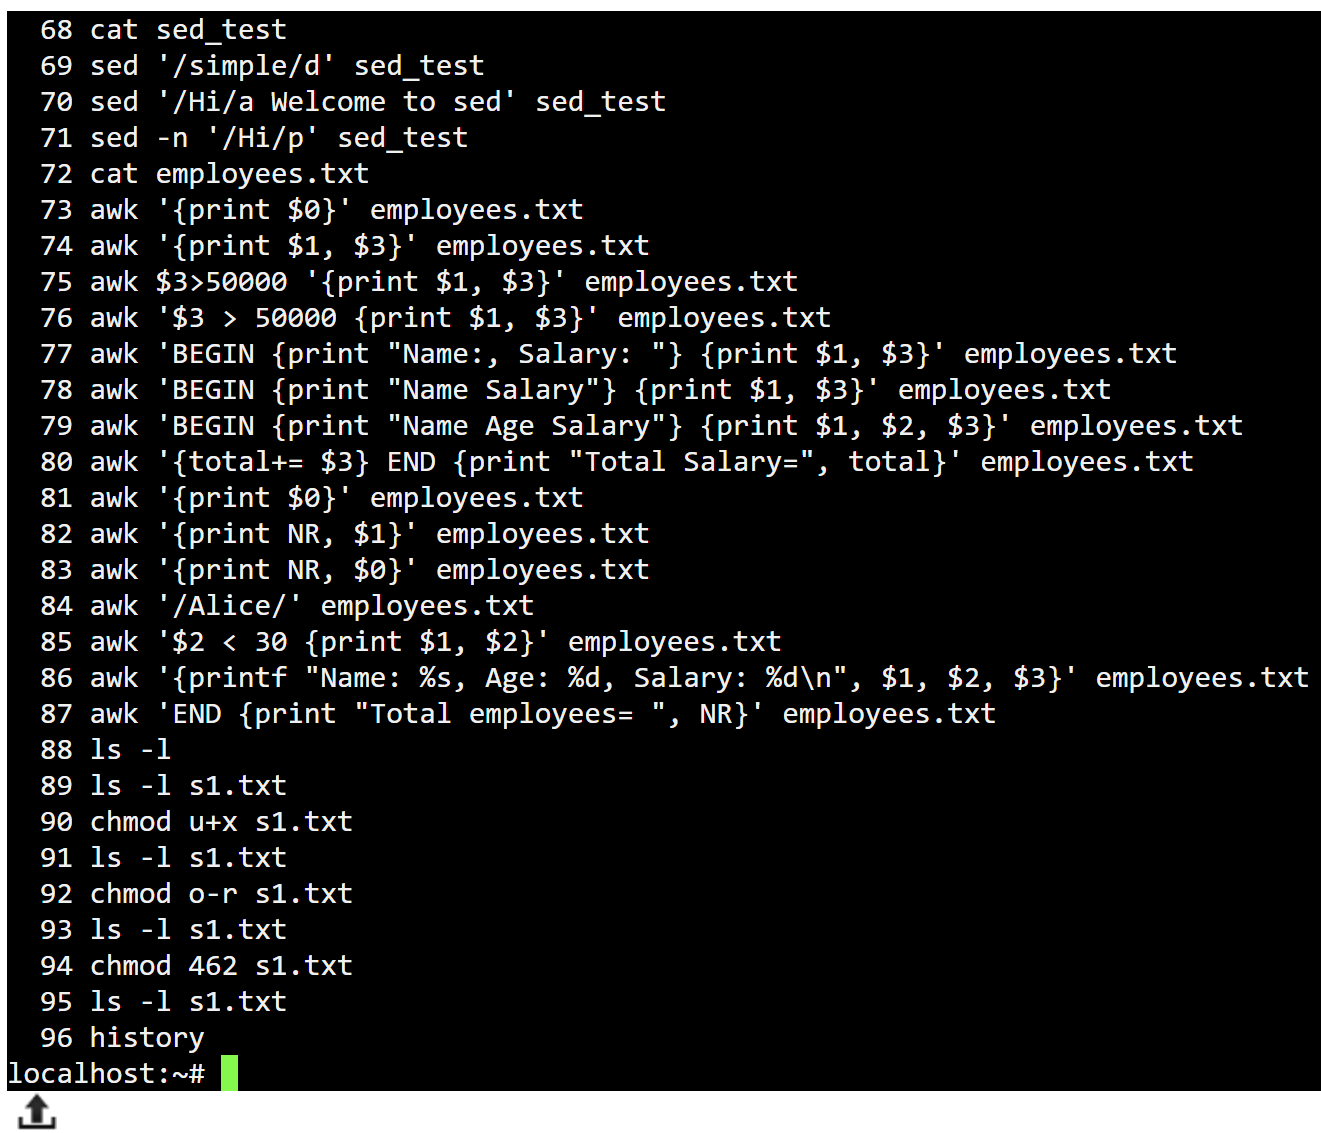 68 cat sed_test
69 sed '/simple/d' sed_test
70 sed '/Hi/a Welcome to sed' sed_test
71 sed -n '/Hi/p' sed_test
72 cat employees.txt
73 awk '{print $0}' employees.txt
74 awk '{print $1, $3}' employees.txt
75 awk $3>50000 '{print $1, $3}' employees.txt
76 awk '$3 > 50000 {print $1, $3}' employees.txt
77 awk 'BEGIN {print "Name:, Salary: "} {print $1, $3}' employees.txt
78 awk 'BEGIN {print "Name Salary"} {print $1, $3}' employees.txt
79 awk 'BEGIN {print "Name Age Salary"} {print $1, $2, $3}' employees.txt
80 awk '{total+= $3} END {print "Total Salary=", total}' employees.txt
81 awk '{print $0}' employees.txt
82 awk '{print NR, $1}' employees.txt
83 awk '{print NR, $0}' employees.txt
84 awk '/Alice/' employees.txt
85 awk '$2 < 30 {print $1, $2}' employees.txt
86 awk '{printf "Name: %s, Age: %d, Salary: %d\n", $1, $2, $3}' employees.txt
87 awk 'END {print "Total employees= ", NR}' employees.txt
88 ls -l
89 ls -l s1.txt
90 chmod u+x s1.txt
91 ls -l s1.txt
92 chmod o-r s1.txt
93 ls -l s1.txt
94 chmod 462 s1.txt
95 ls -l s1.txt
96 history
localhost:~#